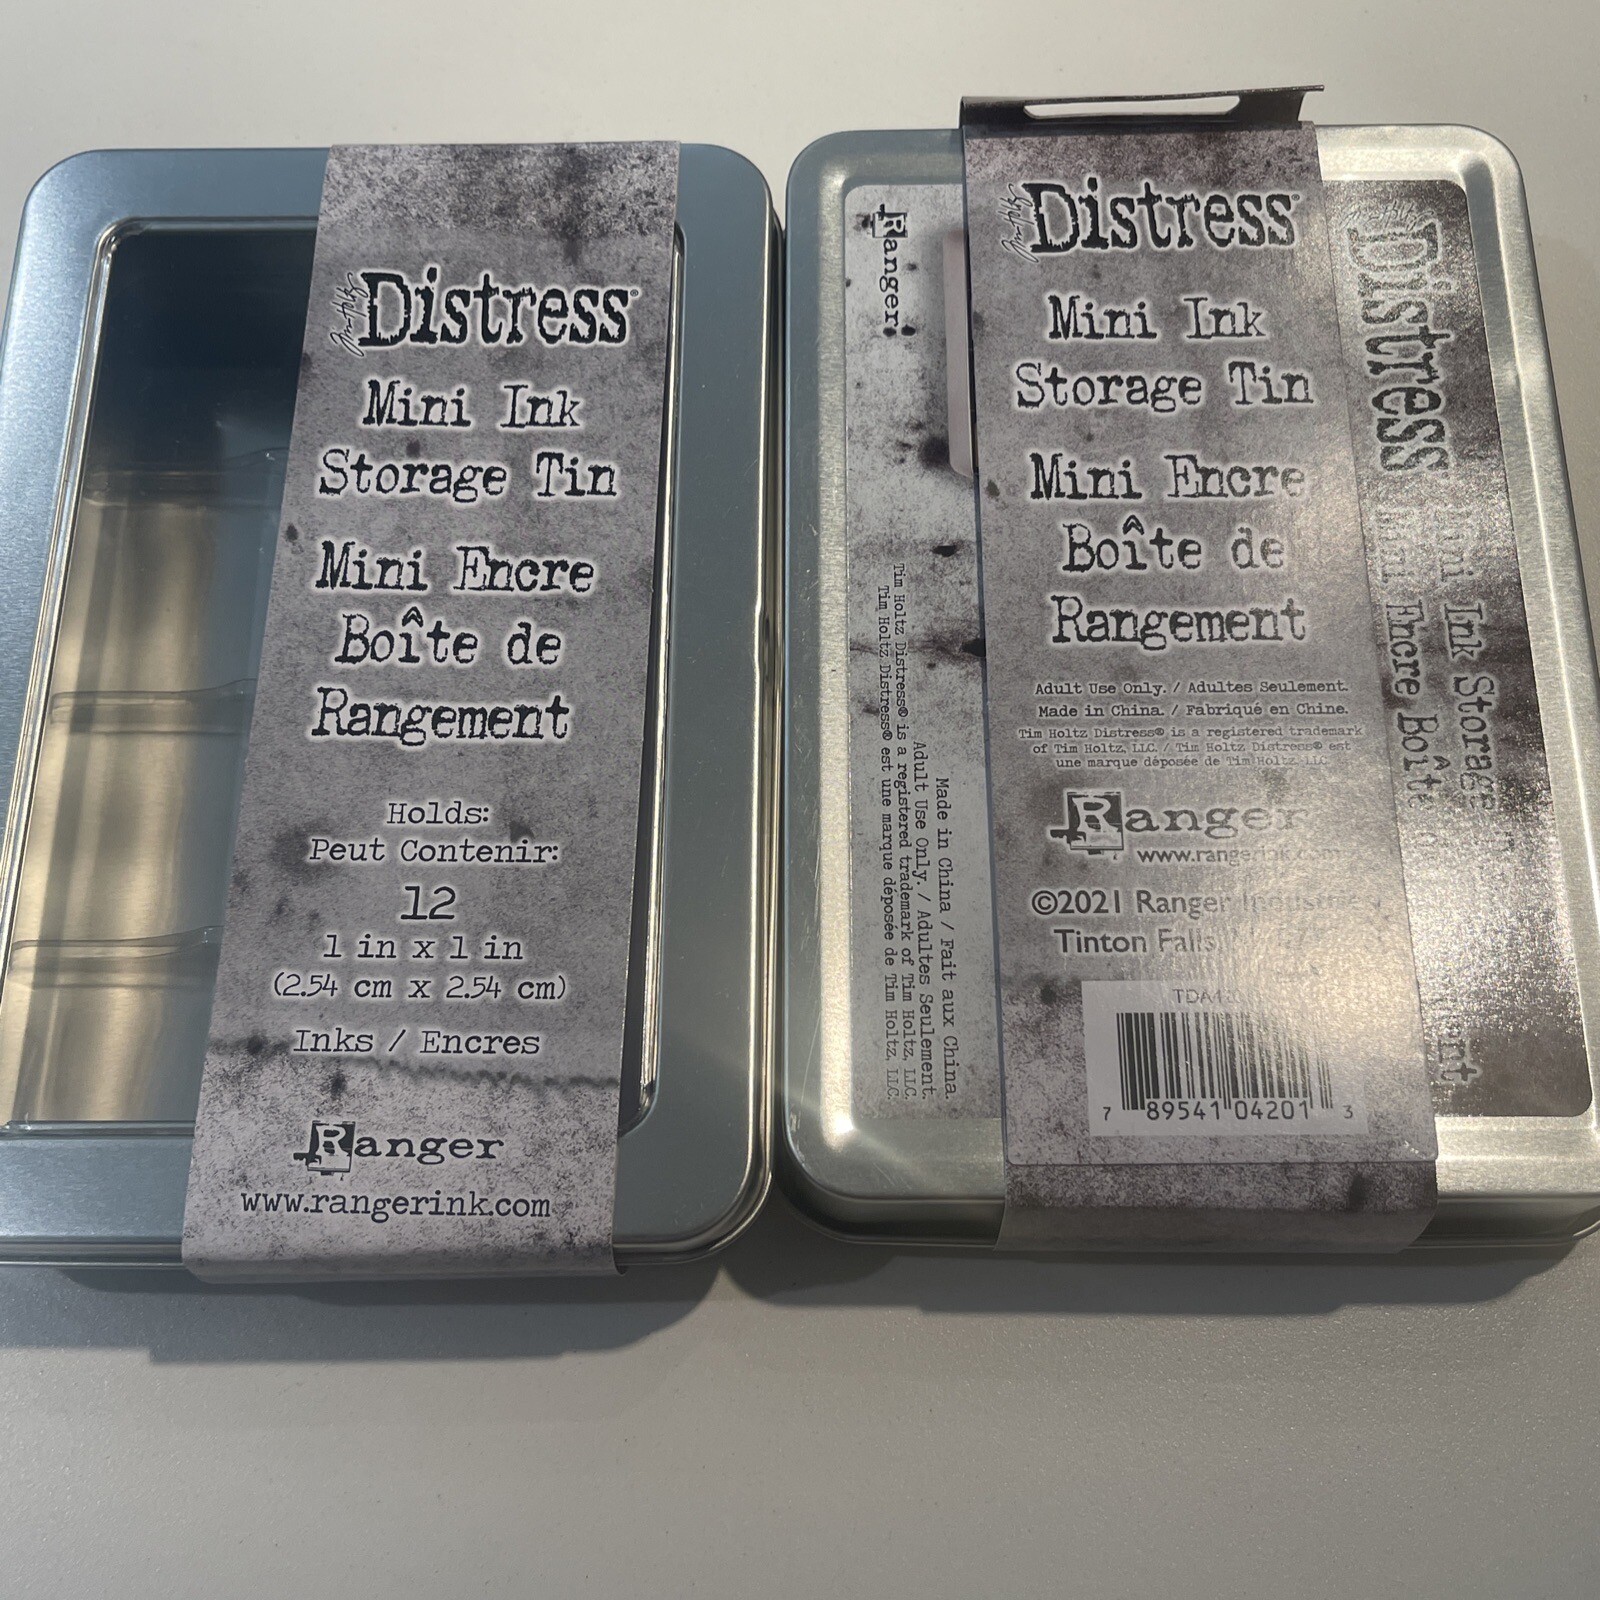 Tim Holtz
Distress®
Mini Ink
Storage Tin
Mini Encre
Boîte de
Rangement
Holds:
Peut Contenir:
12
1 in x 1 in
(2.54 cm x 2.54 cm)
Inks / Encres
Ranger
www.rangerink.com
Ranger
Made in China / Fait aux China.
Adult Use Only. / Adultes Seulement.
Tim Holtz Distress® is a registered trademark of Tim Holtz, LLC.
Tim Holtz Distress® est une marque déposée de Tim Holtz, LLC.
Tim Holtz
Distress®
Mini Ink
Storage Tin
Mini Encre
Boîte de
Rangement
Adult Use Only. / Adultes Seulement.
Made in China. / Fabriqué en Chine.
Tim Holtz Distress® is a registered trademark
of Tim Holtz, LLC. / Tim Holtz Distress® est
une marque déposée de Tim Holtz, LLC.
Ranger
©2021 Ranger
Tinton Falls,
7 89541 04201 3
Distress
Ink Storage
Encre Boîte